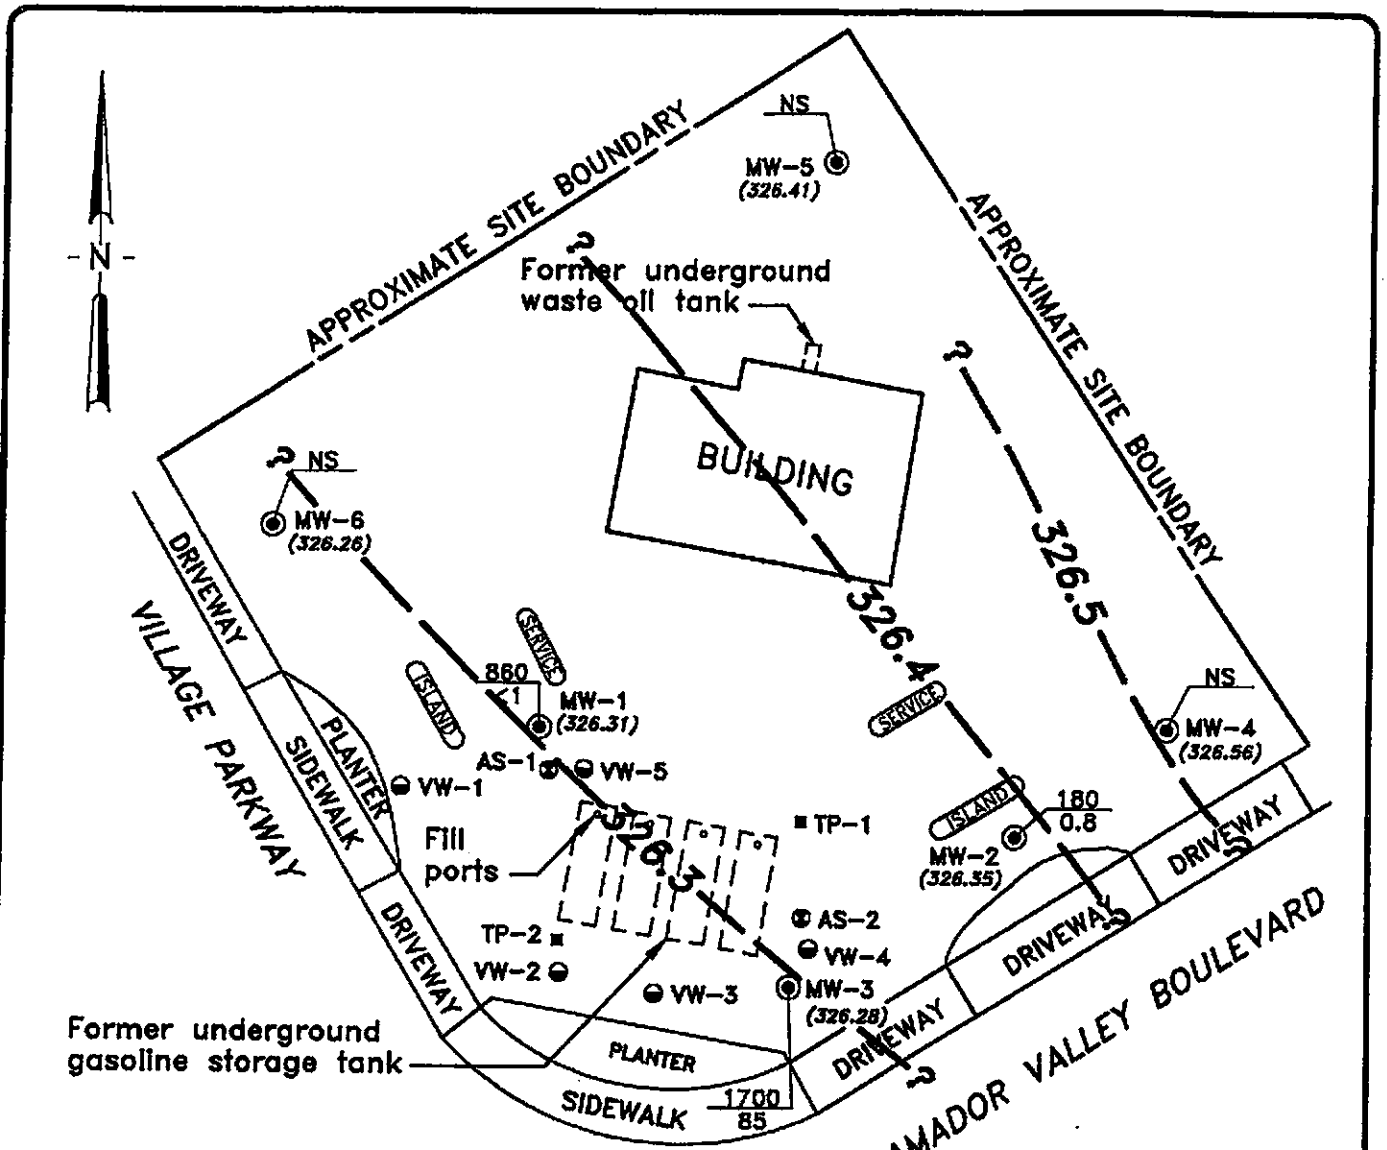 NS
MW-5
(326.41)
APPROXIMATE SITE BOUNDARY
APPROXIMATE SITE BOUNDARY
N
?
Former underground
waste oil tank
?
BUILDING
?
NS
MW-6
(326.26)
326.5
326.4
DRIVEWAY
VILLAGE PARKWAY
SERVICE
ISLAND
860
<1
MW-1
(326.31)
SERVICE
NS
MW-4
(326.56)
PLANTER
SIDEWALK
AS-1
VW-5
VW-1
ISLAND
180
0.8
MW-2
(326.35)
TP-1
Fill
ports
326.3
DRIVEWAY
?
DRIVEWAY
?
DRIVEWAY
AS-2
TP-2
VW-4
VW-2
VW-3
MW-3
(326.28)
DRIVEWAY
?
Former underground
gasoline storage tank
PLANTER
SIDEWALK
1700
85
AMADOR VALLEY BOULEVARD